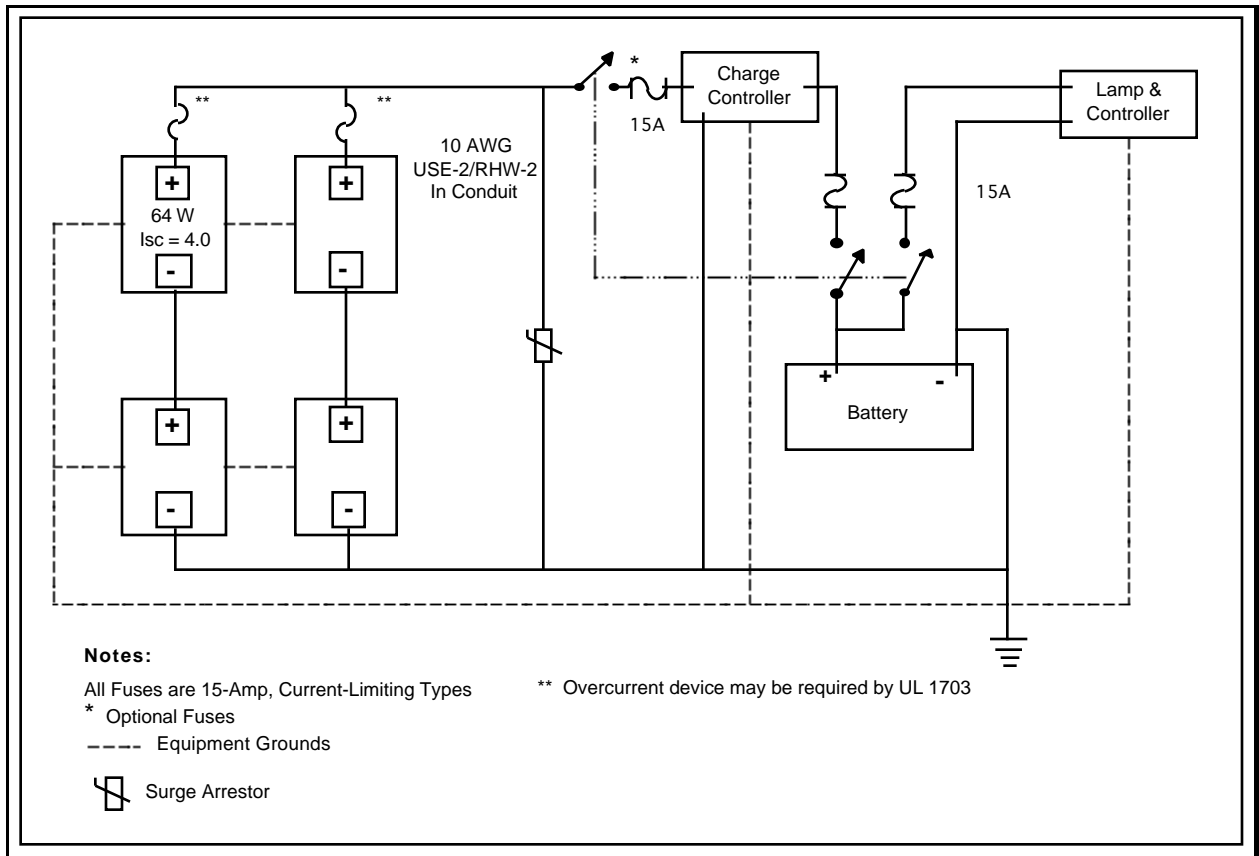 **
**
*
15A
Charge
Controller
Lamp &
Controller
10 AWG
USE-2/RHW-2
In Conduit
15A
+
64 W
Isc = 4.0
-
+
-
+
-
Battery
+
-
+
-
Notes:
All Fuses are 15-Amp, Current-Limiting Types
** Overcurrent device may be required by UL 1703
* Optional Fuses
Equipment Grounds
Surge Arrestor